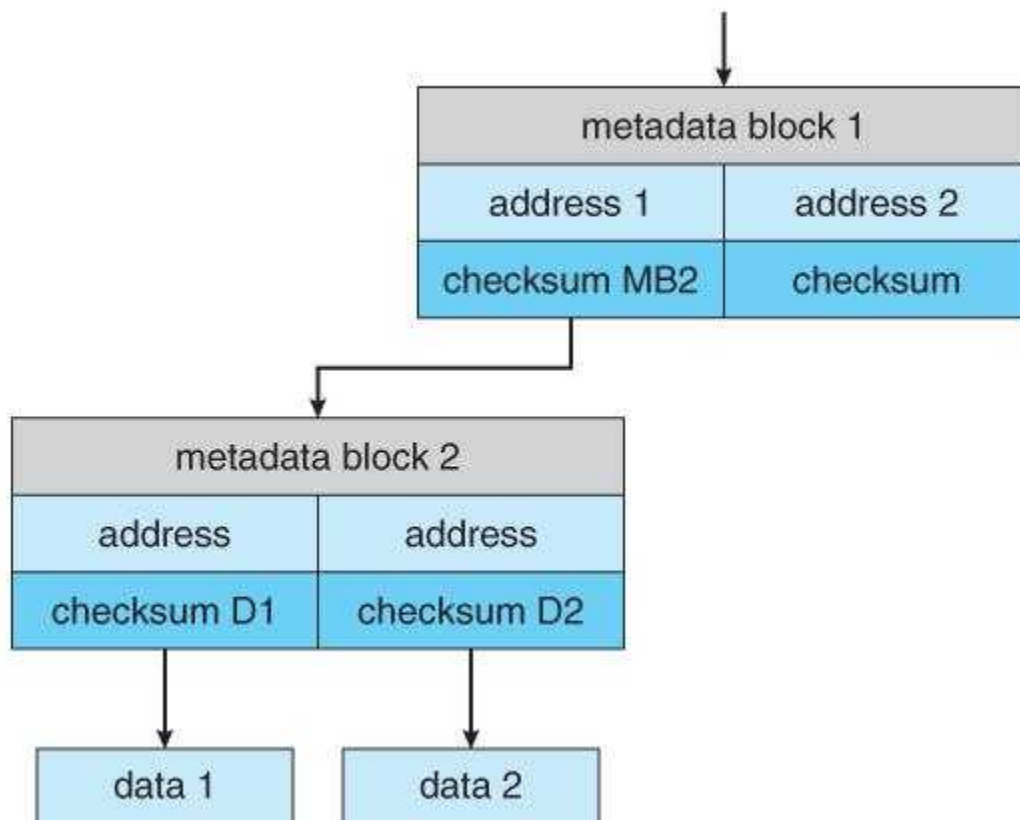 metadata block 1
address 1 address 2
checksum MB2 checksum
metadata block 2
address address
checksum D1 checksum D2
data 1 data 2